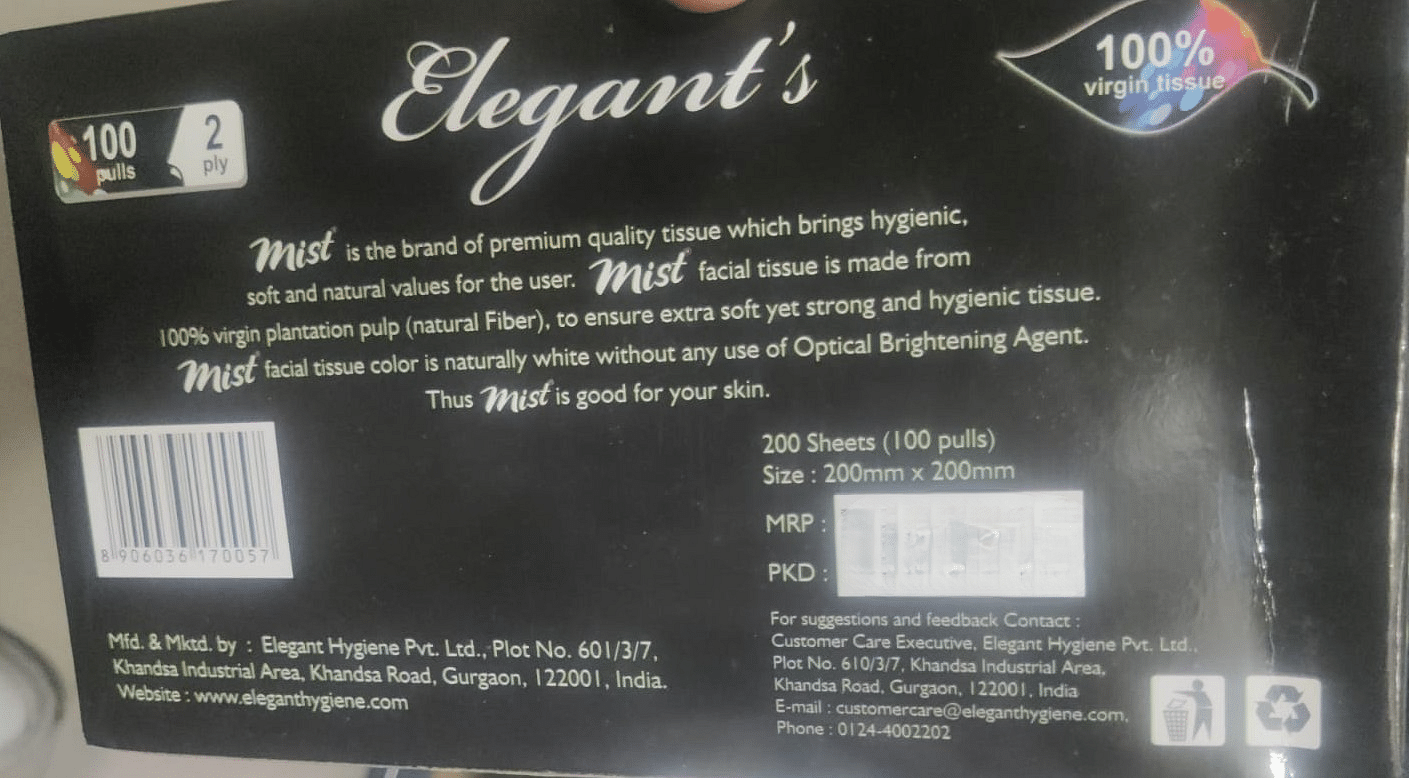 Elegant's
100% virgin tissue
100 pulls
2 ply
Mist is the brand of premium quality tissue which brings hygienic,
soft and natural values for the user. Mist facial tissue is made from
100% virgin plantation pulp (natural Fiber), to ensure extra soft yet strong and hygienic tissue.
Mist facial tissue color is naturally white without any use of Optical Brightening Agent.
Thus Mist is good for your skin.
200 Sheets (100 pulls)
Size : 200mm x 200mm
MRP :
PKD :
8 906036 170057
Mfd. & Mktd. by : Elegant Hygiene Pvt. Ltd., Plot No. 601/3/7,
Khandsa Industrial Area, Khandsa Road, Gurgaon, 122001, India.
Website : www.eleganthygiene.com
For suggestions and feedback Contact :
Customer Care Executive, Elegant Hygiene Pvt. Ltd.,
Plot No. 610/3/7, Khandsa Industrial Area,
Khandsa Road, Gurgaon, 122001, India
E-mail : customercare@eleganthygiene.com,
Phone : 0124-4002202